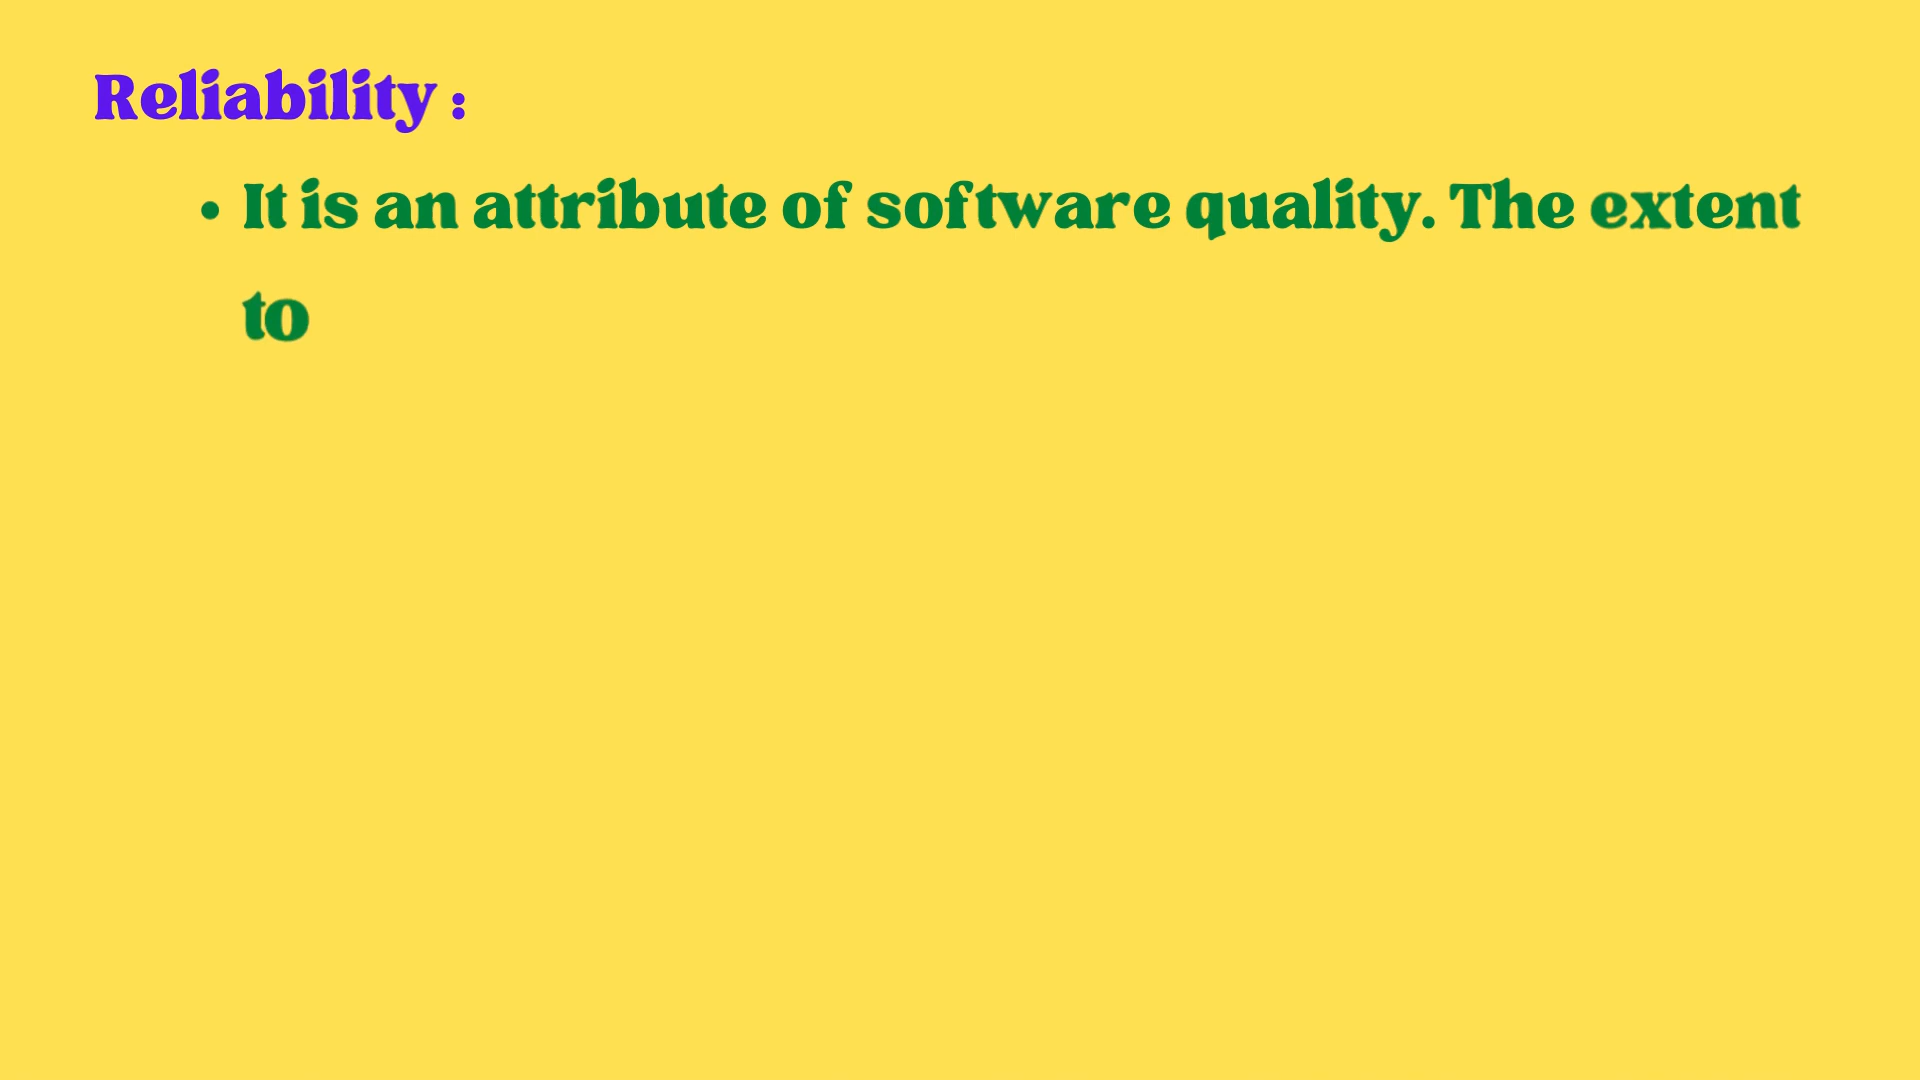 Reliability :
• It is an attribute of software quality. The extent
to